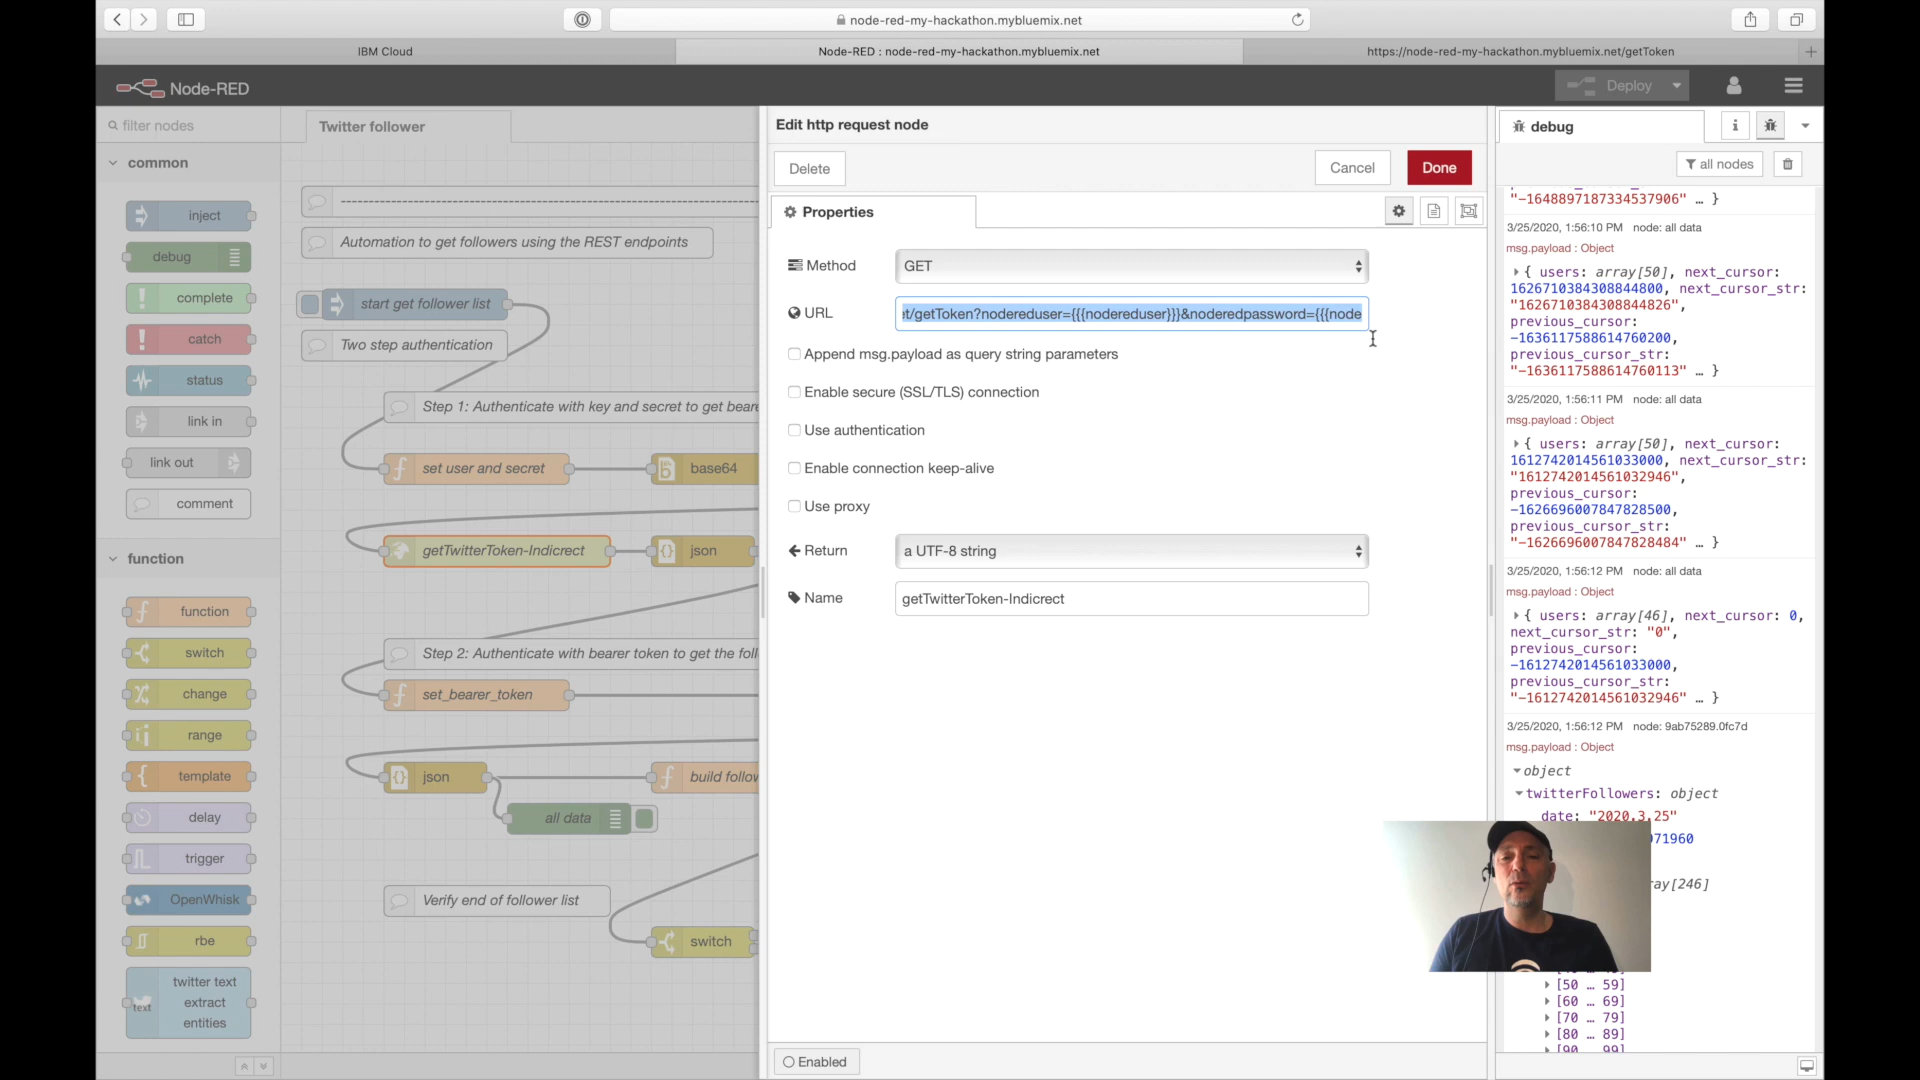 node-red-my-hackathon.mybluemix.net
IBM Cloud
Node-RED : node-red-my-hackathon.mybluemix.net
https://node-red-my-hackathon.mybluemix.net/getToken
Node-RED
Deploy
filter nodes
common
inject
debug
complete
catch
status
link in
link out
comment
function
function
switch
change
range
template
delay
trigger
OpenWhisk
rbe
twitter text
extract
entities
text
Twitter follower
Automation to get followers using the REST endpoints
start get follower list
Two step authentication
Step 1: Authenticate with key and secret to get bear
set user and secret
base64
getTwitterToken-Indicrect
json
Step 2: Authenticate with bearer token to get the foll
set_bearer_token
json
build follow
all data
Verify end of follower list
switch
Edit http request node
Delete
Cancel
Done
Properties
Method
GET
URL
et/getToken?nodereduser={{{nodereduser}}}&noderedpassword={{{node
Append msg.payload as query string parameters
Enable secure (SSL/TLS) connection
Use authentication
Enable connection keep-alive
Use proxy
Return
a UTF-8 string
Name
getTwitterToken-Indicrect
Enabled
debug
i
all nodes
"-1648897187334537906" … }
3/25/2020, 1:56:10 PM node: all data
msg.payload : Object
{ users: array[50], next_cursor:
1626710384308844800, next_cursor_str:
"1626710384308844826",
previous_cursor:
-1636117588614760200,
previous_cursor_str:
"-1636117588614760113" … }
3/25/2020, 1:56:11 PM node: all data
msg.payload : Object
{ users: array[50], next_cursor:
1612742014561033000, next_cursor_str:
"1612742014561032946",
previous_cursor:
-1626696007847828500,
previous_cursor_str:
"-1626696007847828484" … }
3/25/2020, 1:56:12 PM node: all data
msg.payload : Object
{ users: array[46], next_cursor: 0,
next_cursor_str: "0",
previous_cursor:
-1612742014561033000,
previous_cursor_str:
"-1612742014561032946" … }
3/25/2020, 1:56:12 PM node: 9ab75289.0fc7d
msg.payload : Object
object
twitterFollowers: object
date: "2020.3.25"
071960
ray[246]
[50 … 59]
[60 … 69]
[70 … 79]
[80 … 89]
[90 … 99]